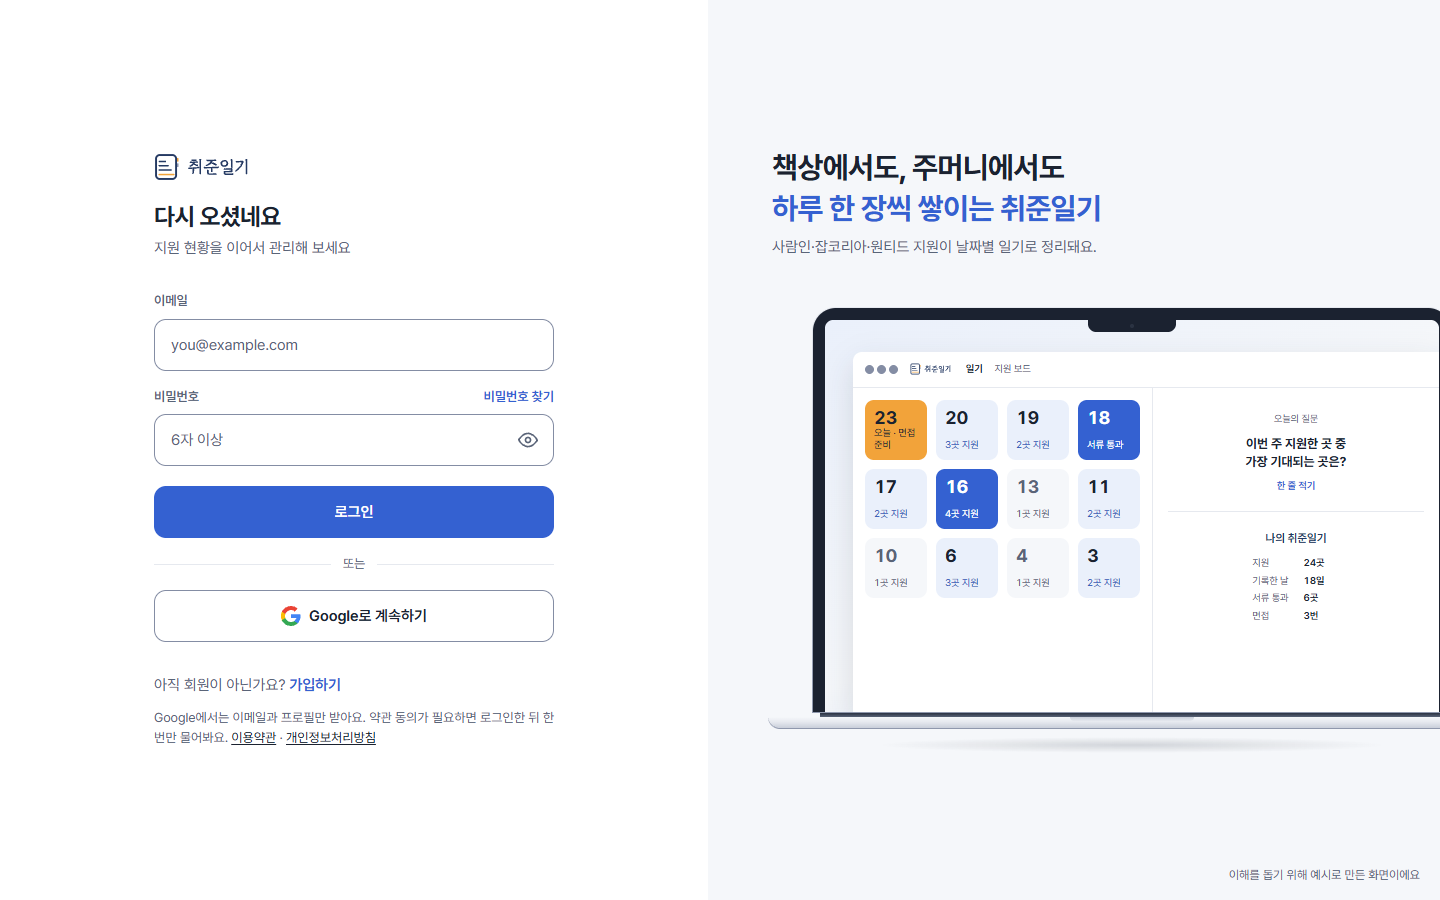 취준일기
다시 오셨네요
지원 현황을 이어서 관리해 보세요
이메일
you@example.com
비밀번호 비밀번호 찾기
6자 이상
로그인
또는
Google로 계속하기
아직 회원이 아닌가요? 가입하기
Google에서는 이메일과 프로필만 받아요. 약관 동의가 필요하면 로그인한 뒤 한
번만 물어봐요. 이용약관 · 개인정보처리방침
책상에서도, 주머니에서도
하루 한 장씩 쌓이는 취준일기
사람인·잡코리아·원티드 지원이 날짜별 일기로 정리돼요.
취준일기 일기 지원 보드
23
오늘 · 면접
준비
20
3곳 지원
19
2곳 지원
18
서류 통과
17
2곳 지원
16
4곳 지원
13
1곳 지원
11
2곳 지원
10
1곳 지원
6
3곳 지원
4
1곳 지원
3
2곳 지원
오늘의 질문
이번 주 지원한 곳 중
가장 기대되는 곳은?
한 줄 적기
나의 취준일기
지원 24곳
기록한 날 18일
서류 통과 6곳
면접 3번
이해를 돕기 위해 예시로 만든 화면이에요